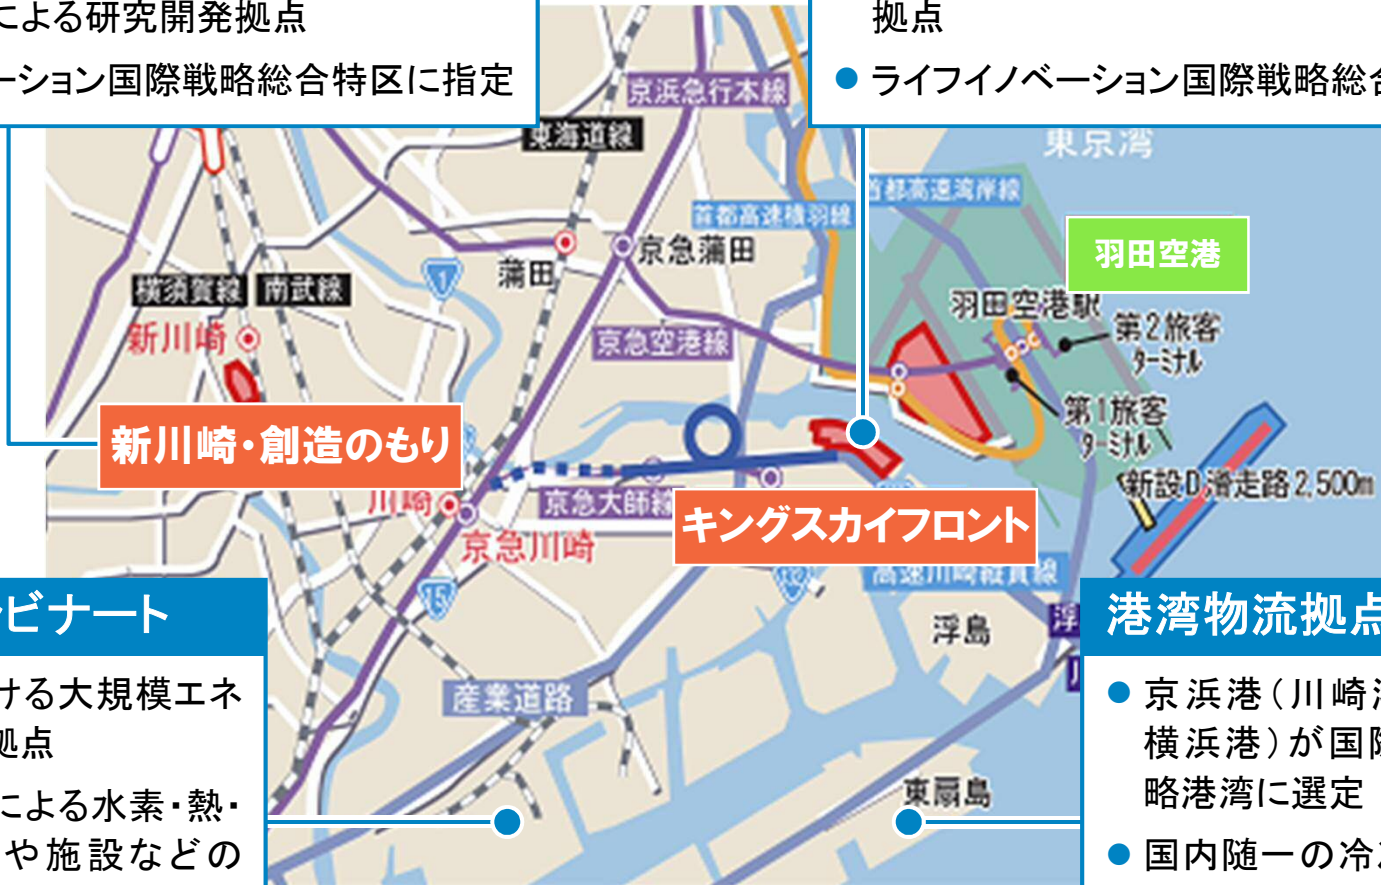 による研究開発拠点
ーション国際戦略総合特区に指定
拠点
ライフイノベーション国際戦略総合
京浜急行本線
東海道線
東京湾
首都高速湾岸線
首都高速横羽線
羽田空港
京急蒲田
蒲田
1
横須賀線
南武線
羽田空港駅
第2旅客
ターミナル
新川崎
京急空港線
第1旅客
ターミナル
新川崎・創造のもり
新設D滑走路2,500m
川崎
京急大師線
キングスカイフロント
京急川崎
15
132
高速川崎縦貫線
浮島
浮
ビナート
港湾物流拠点
ける大規模エネ
拠点
産業道路
京浜港（川崎
横浜港）が国
略港湾に選定
東扇島
による水素・熱・
や施設などの
国内随一の冷